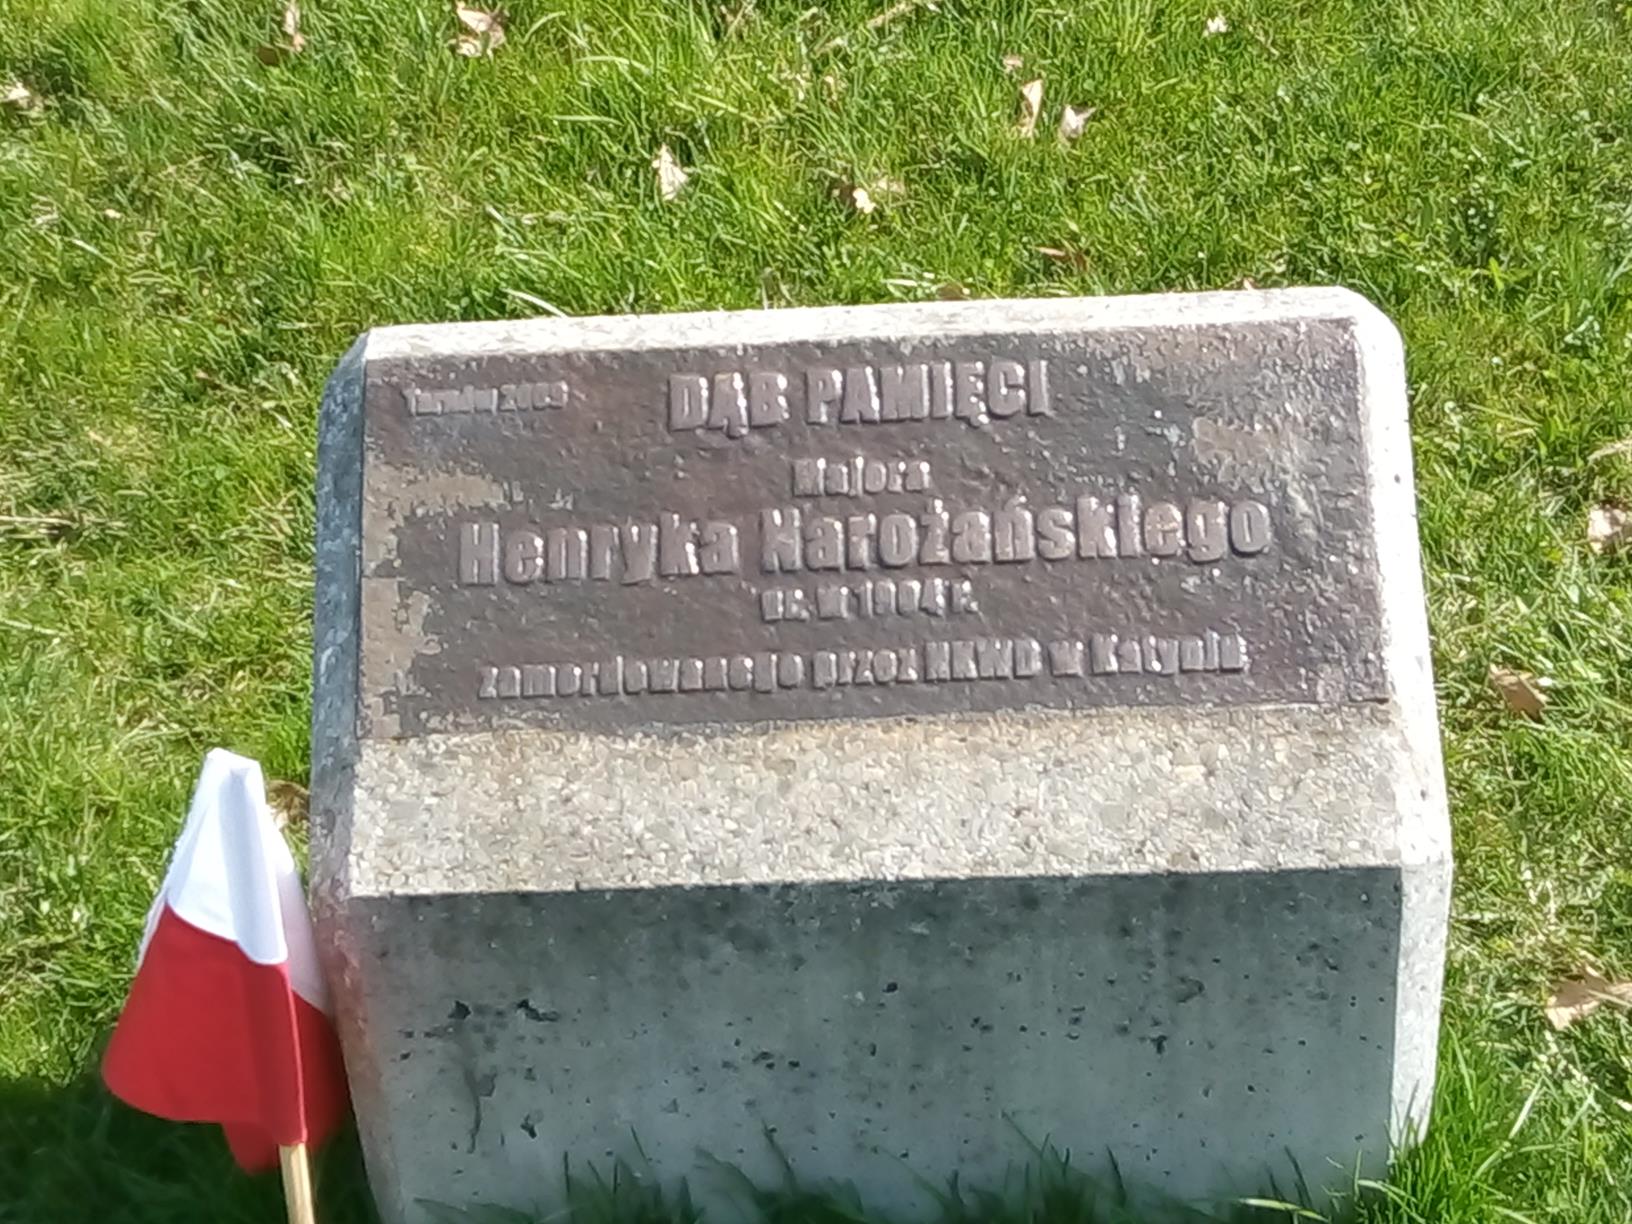 Tarnów 2009
DĄB PAMIĘCI
Majora
Henryka Narożańskiego
ur. w 1904 r.
zamordowanego przez NKWD w Katyniu